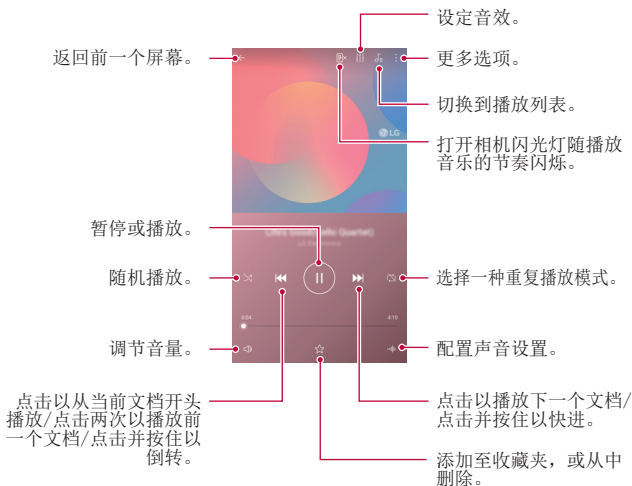 设定音效。
返回前一个屏幕。
更多选项。
切换到播放列表。
打开相机闪光灯随播放
音乐的节奏闪烁。
LG
暂停或播放。
随机播放。
选择一种重复播放模式。
0:04
4:10
调节音量。
配置声音设置。
点击以从当前文档开头
播放/点击两次以播放前
一个文档/点击并按住以
倒转。
点击以播放下一个文档/
点击并按住以快进。
添加至收藏夹，或从中
删除。